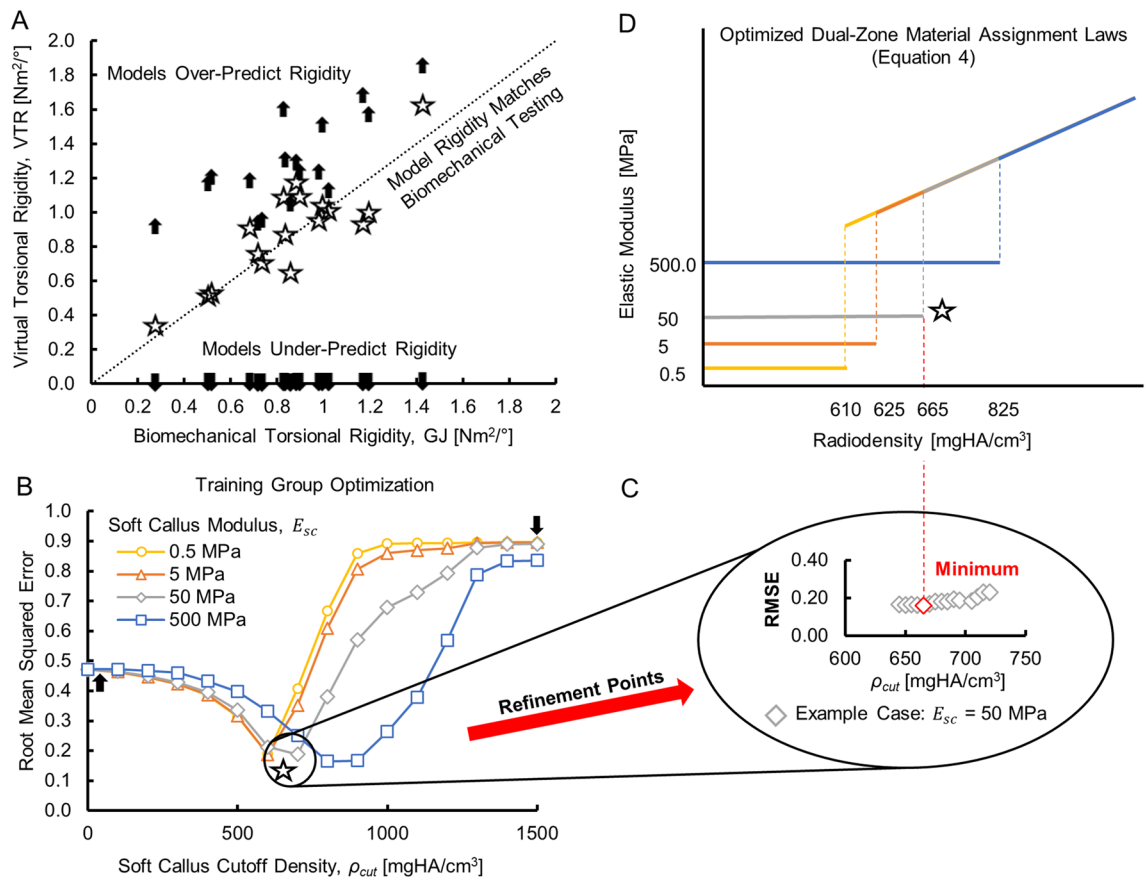 A
Virtual Torsional Rigidity, VTR [Nm²/°]
2.0
1.8
1.6
1.4
1.2
1.0
0.8
0.6
0.4
0.2
0.0
Models Over-Predict Rigidity
Model Rigidity Matches
Biomechanical Testing
Models Under-Predict Rigidity
0 0.2 0.4 0.6 0.8 1 1.2 1.4 1.6 1.8 2
Biomechanical Torsional Rigidity, GJ [Nm²/°]
D
Optimized Dual-Zone Material Assignment Laws
(Equation 4)
Elastic Modulus [MPa]
500.0
50
5
0.5
610 625 665 825
Radiodensity [mgHA/cm³]
B
Training Group Optimization
Root Mean Squared Error
1.0
0.9
0.8
0.7
0.6
0.5
0.4
0.3
0.2
0.1
0.0
Soft Callus Modulus, E_sc
0.5 MPa
5 MPa
50 MPa
500 MPa
0 500 1000 1500
Soft Callus Cutoff Density, ρ_cut [mgHA/cm³]
Refinement Points
C
RMSE
0.40
0.20
0.00
Minimum
600 650 700 750
ρ_cut [mgHA/cm³]
Example Case: E_sc = 50 MPa